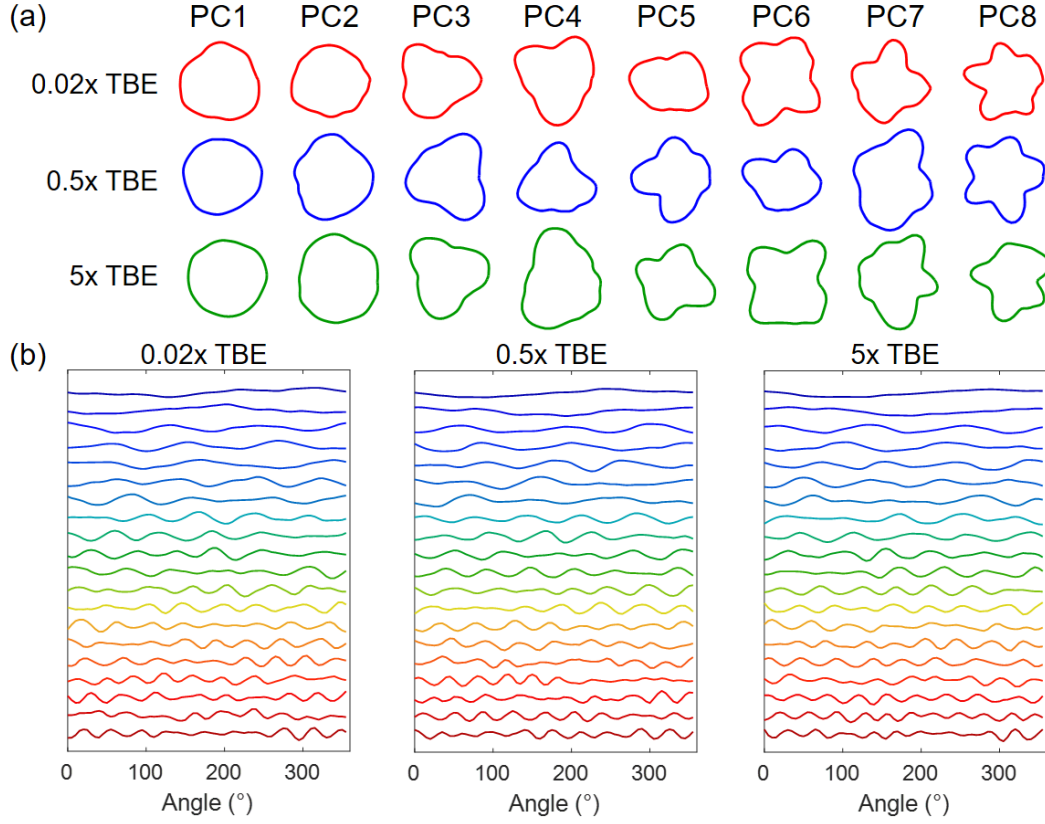 (a) PC1 PC2 PC3 PC4 PC5 PC6 PC7 PC8
0.02x TBE
0.5x TBE
5x TBE
(b) 0.02x TBE 0.5x TBE 5x TBE
0 100 200 300 0 100 200 300 0 100 200 300
Angle (°) Angle (°) Angle (°)